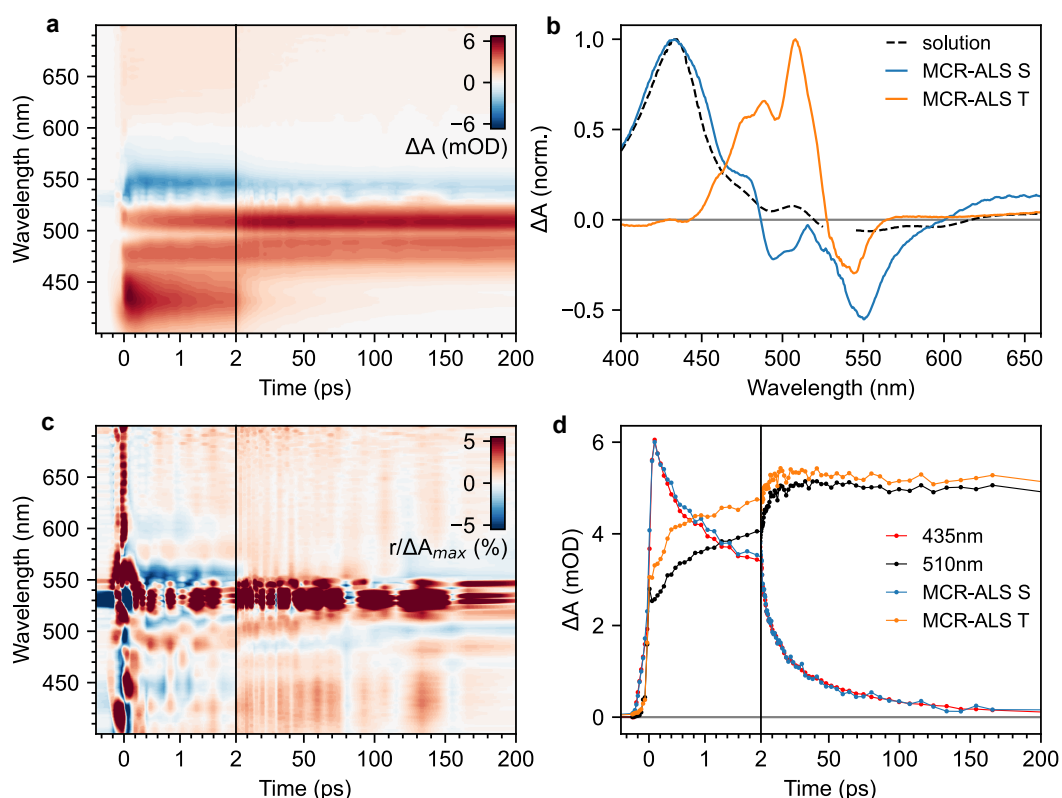 a
650
600
550
500
450
Wavelength (nm)
6
0
−6
ΔA (mOD)
0
1
2
50
100
150
200
Time (ps)
b
1.0
0.5
0.0
−0.5
ΔA (norm.)
solution
MCR-ALS S
MCR-ALS T
400
450
500
550
600
650
Wavelength (nm)
c
650
600
550
500
450
Wavelength (nm)
5
0
−5
r/ΔAmax (%)
0
1
2
50
100
150
200
Time (ps)
d
6
4
2
0
ΔA (mOD)
435nm
510nm
MCR-ALS S
MCR-ALS T
0
1
2
50
100
150
200
Time (ps)